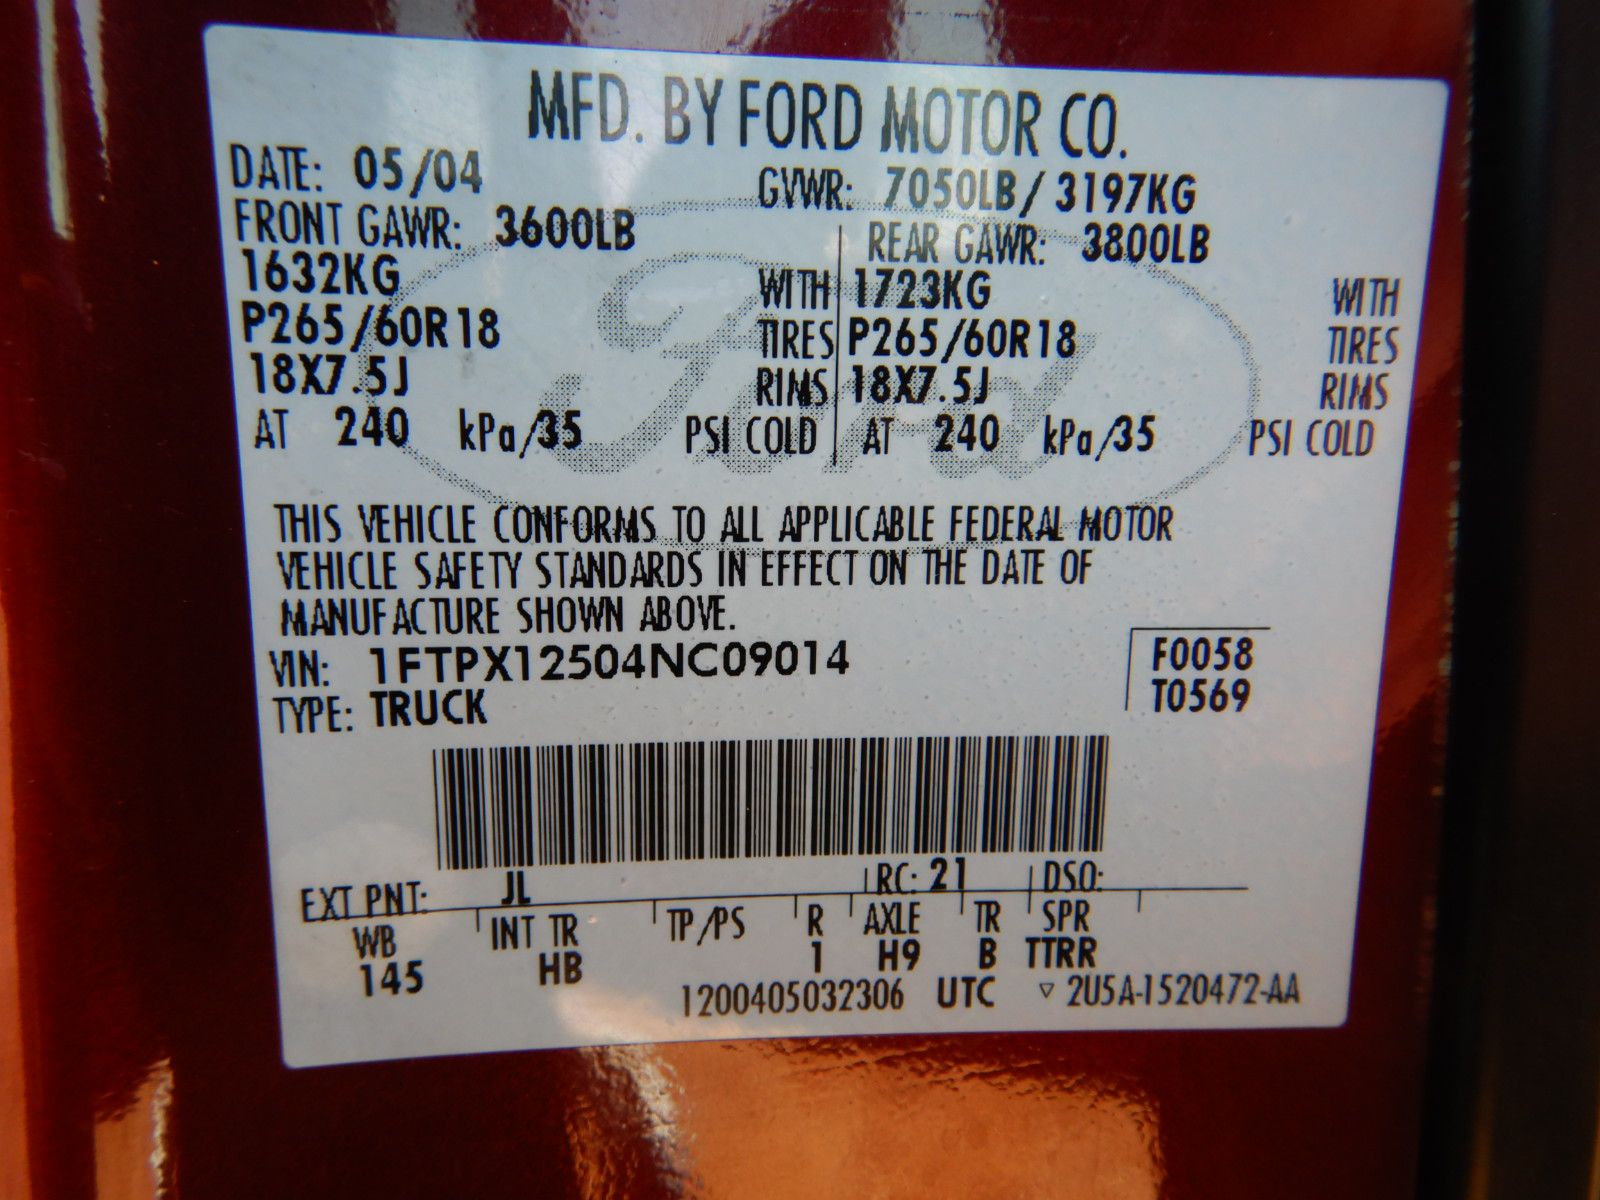 MFD. BY FORD MOTOR CO.
DATE: 05/04 GVWR: 7050LB/ 3197KG
FRONT GAWR: 3600LB REAR GAWR: 3800LB
1632KG WITH 1723KG WITH
P265/60R18 TIRES P265/60R18 TIRES
18X7.5J RIMS 18X7.5J RIMS
AT 240 kPa/35 PSI COLD AT 240 kPa/35 PSI COLD
Ford
THIS VEHICLE CONFORMS TO ALL APPLICABLE FEDERAL MOTOR
VEHICLE SAFETY STANDARDS IN EFFECT ON THE DATE OF
MANUFACTURE SHOWN ABOVE.
VIN: 1FTPX12504NC09014 F0058
TYPE: TRUCK T0569
EXT PNT: JL RC: 21 DSO:
WB INT TR TP/PS R AXLE TR SPR
145 HB 1 H9 B TTRR
1200405032306 UTC ▽ 2U5A-1520472-AA